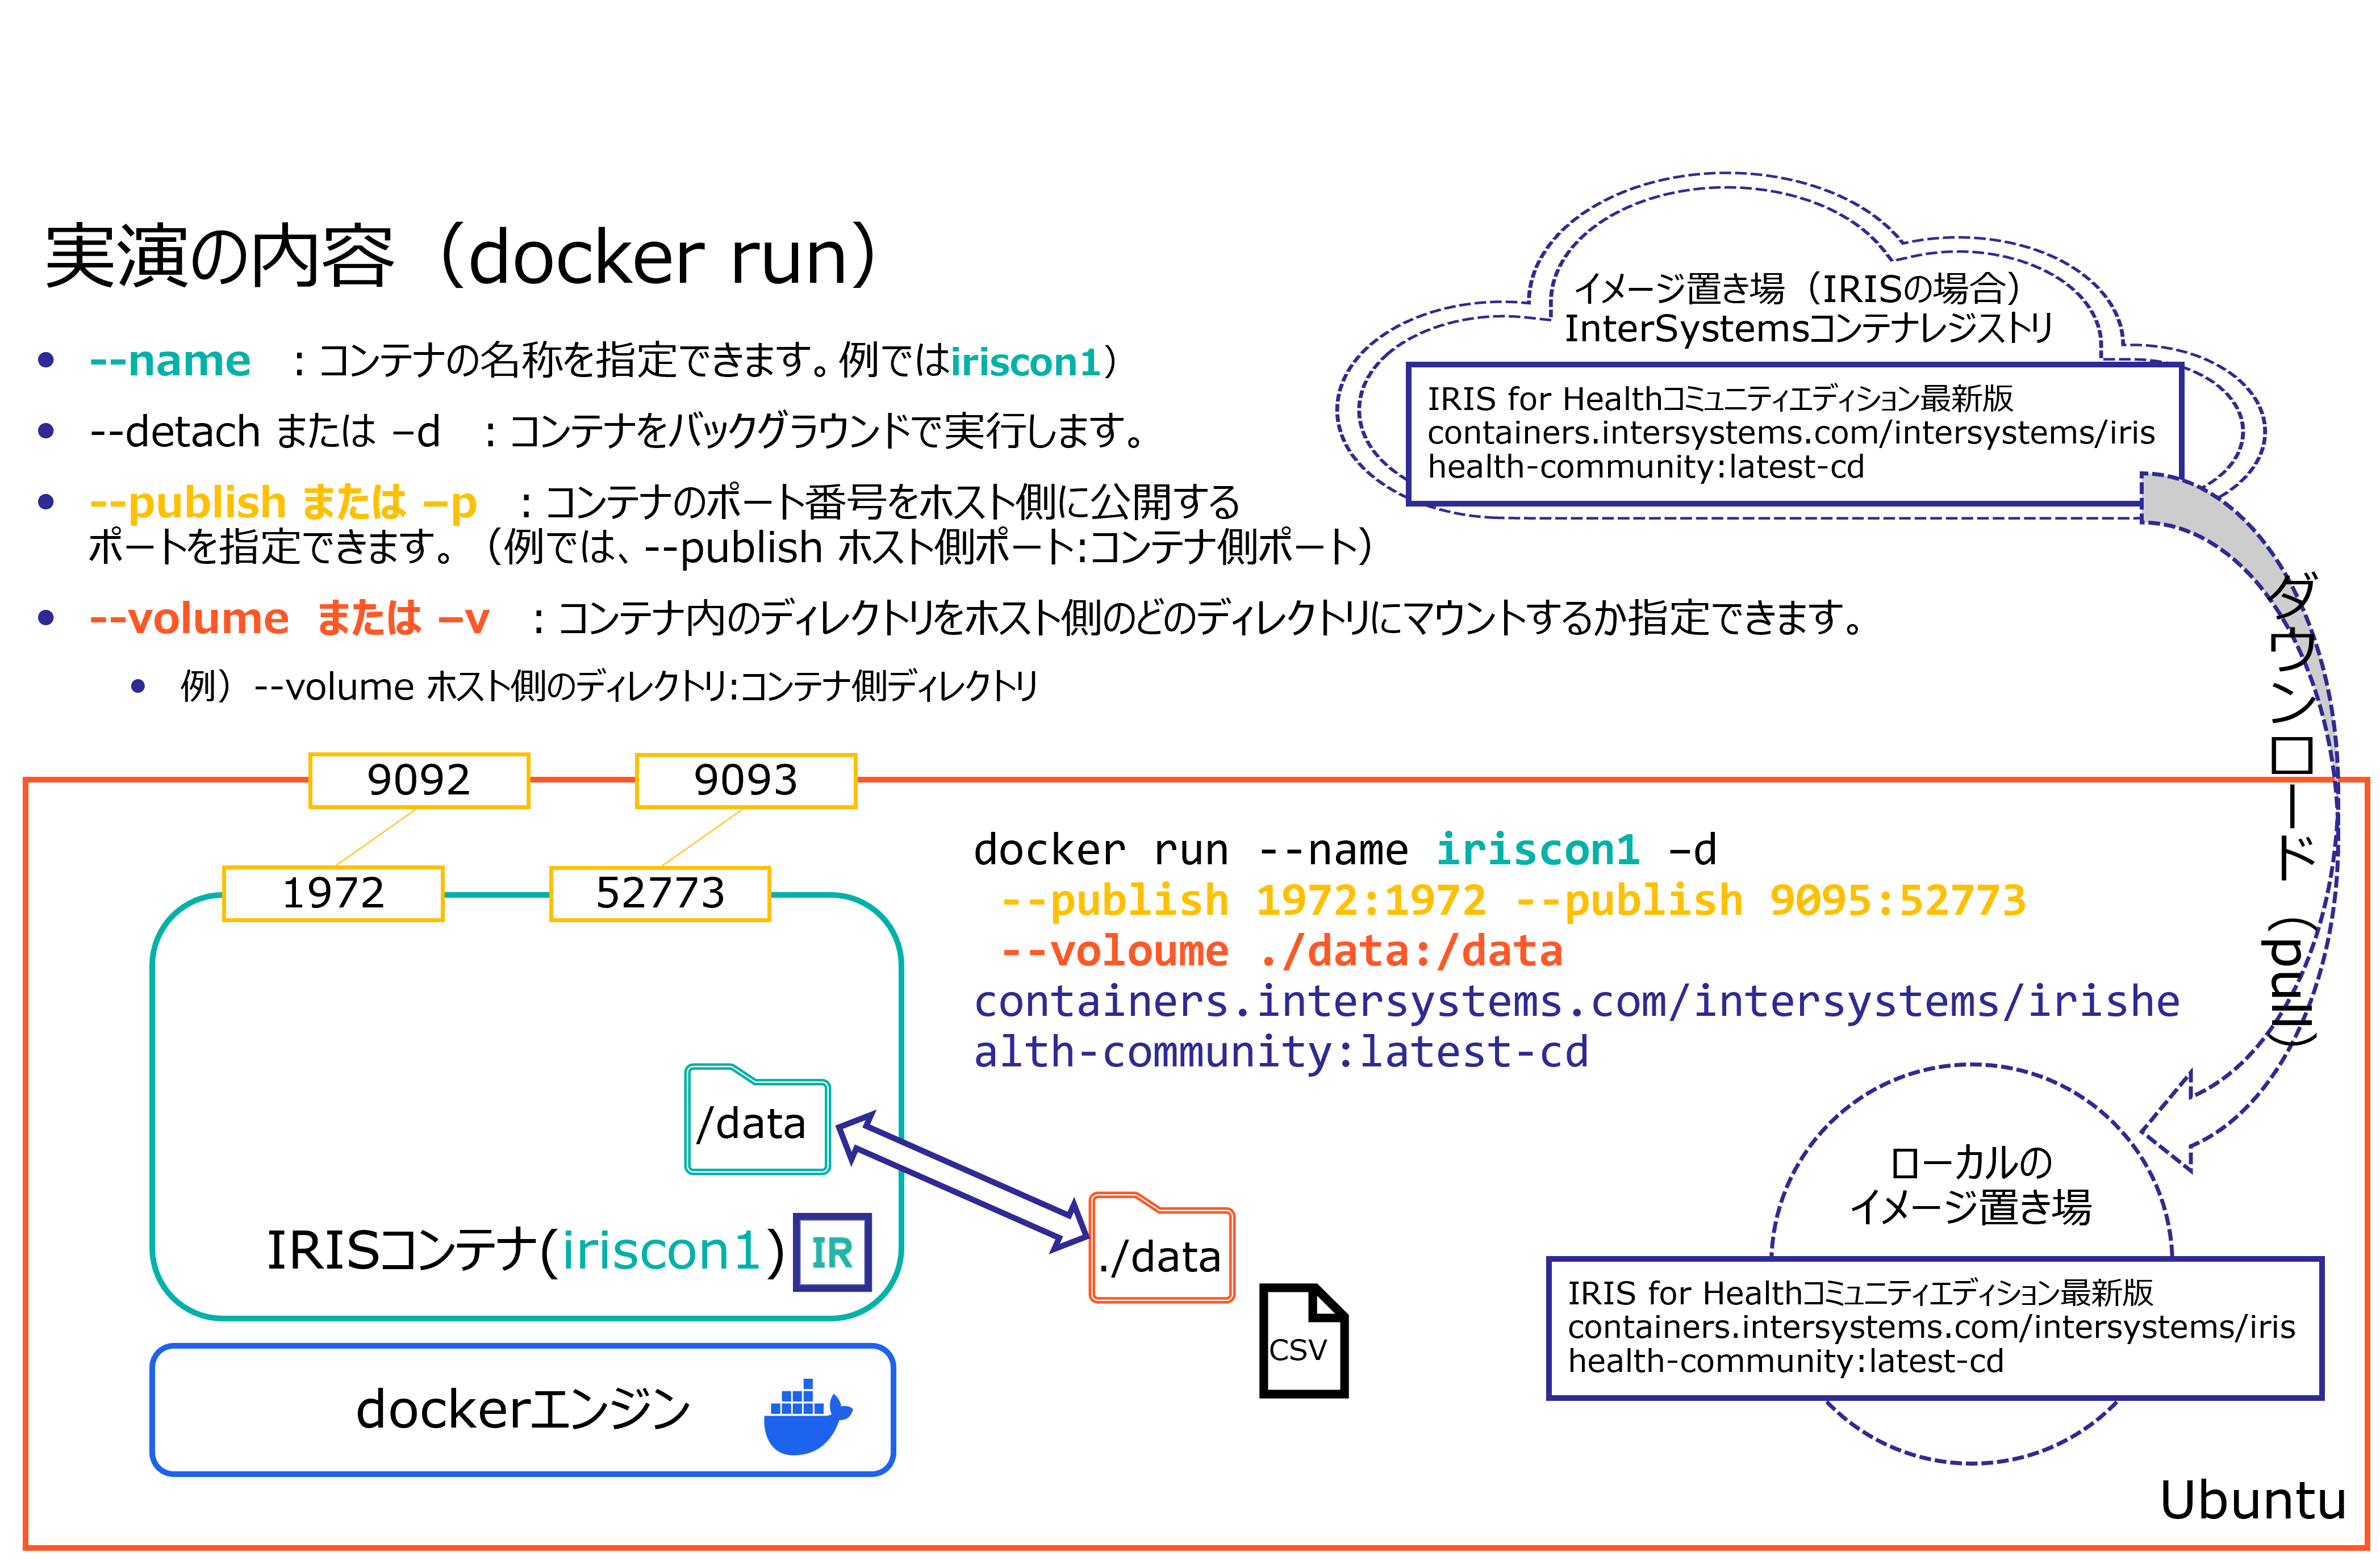 実演の内容（docker run）
--name ：コンテナの名称を指定できます。例ではiriscon1）
--detach または –d ：コンテナをバックグラウンドで実行します。
--publish または –p ：コンテナのポート番号をホスト側に公開する
ポートを指定できます。（例では、--publish ホスト側ポート:コンテナ側ポート）
--volume または –v ：コンテナ内のディレクトリをホスト側のどのディレクトリにマウントするか指定できます。
例）--volume ホスト側のディレクトリ:コンテナ側ディレクトリ
イメージ置き場（IRISの場合）
InterSystemsコンテナレジストリ
IRIS for Healthコミュニティエディション最新版
containers.intersystems.com/intersystems/iris
health-community:latest-cd
ダウンロード（pull）
9092
9093
1972
52773
docker run --name iriscon1 –d
--publish 1972:1972 --publish 9095:52773
--voloume ./data:/data
containers.intersystems.com/intersystems/irishe
alth-community:latest-cd
/data
IRISコンテナ(iriscon1)
IR
./data
CSV
dockerエンジン
ローカルの
イメージ置き場
IRIS for Healthコミュニティエディション最新版
containers.intersystems.com/intersystems/iris
health-community:latest-cd
Ubuntu